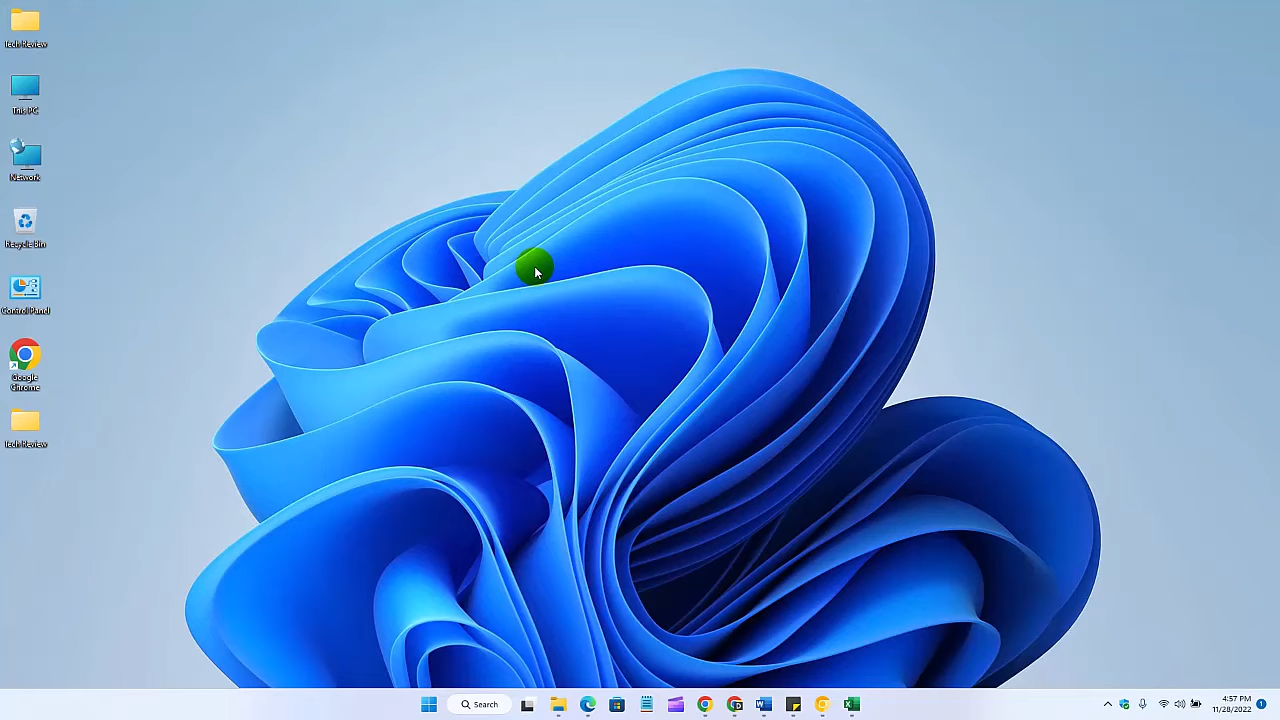 Tech Review
This PC
Network
Recycle Bin
Control Panel
Google
Chrome
Tech Review
Search
4:57 PM
11/28/2022